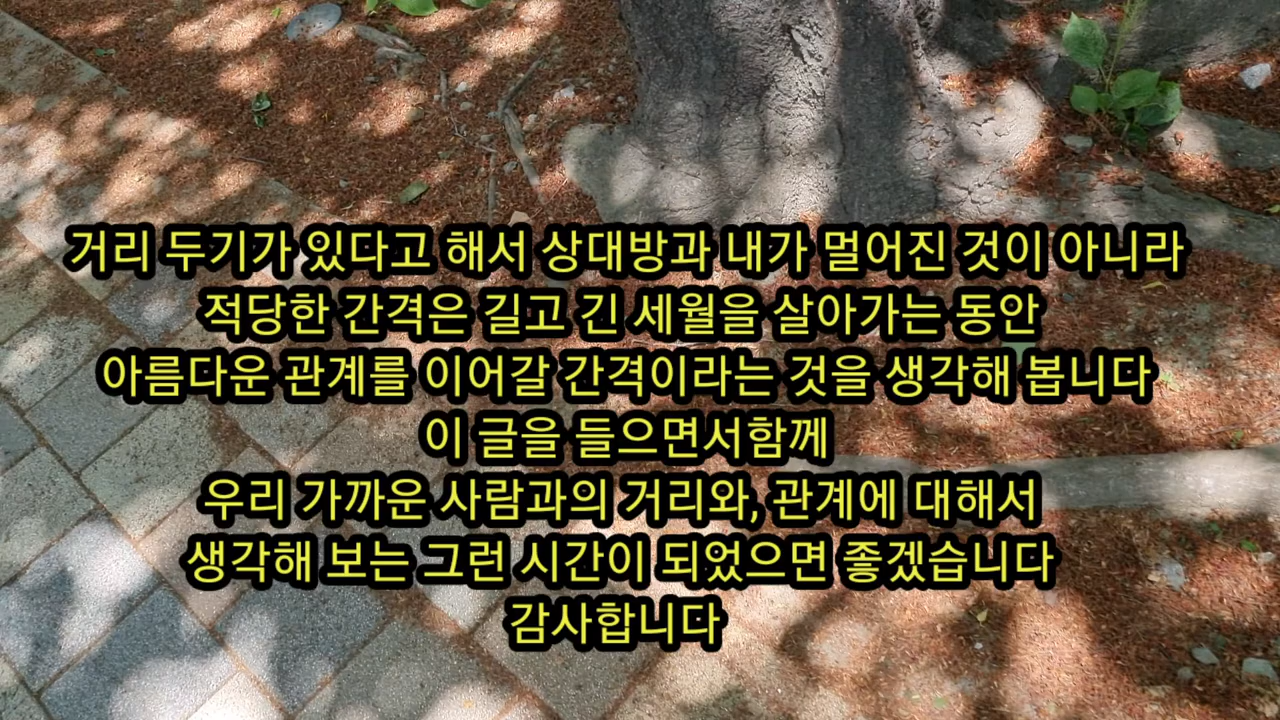 거리 두기가 있다고 해서 상대방과 내가 멀어진 것이 아니라
적당한 간격은 길고 긴 세월을 살아가는 동안
아름다운 관계를 이어갈 간격이라는 것을 생각해 봅니다
이 글을 들으면서함께
우리 가까운 사람과의 거리와, 관계에 대해서
생각해 보는 그런 시간이 되었으면 좋겠습니다
감사합니다